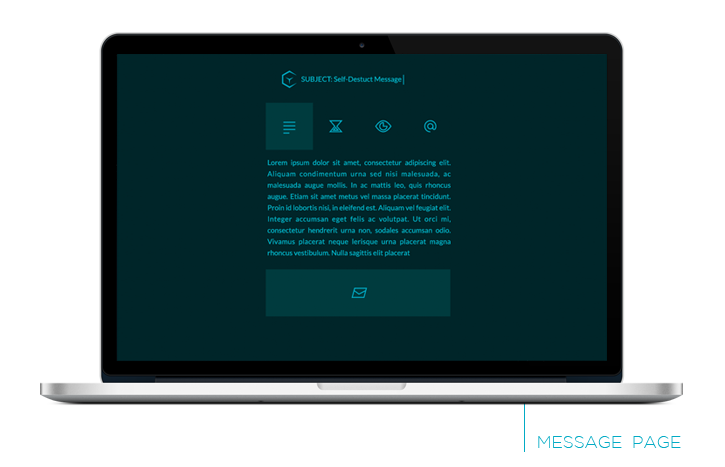 SUBJECT: Self-Destuct Message
Lorem ipsum dolor sit amet, consectetur adipiscing elit.
Aliquam condimentum urna sed nisi malesuada, ac
malesuada augue mollis. In ac mattis leo, quis rhoncus
augue. Etiam sit amet metus vel massa placerat tincidunt.
Proin id lobortis nisi, in eleifend est. Aliquam vel feugiat elit.
Integer accumsan eget felis ac volutpat. Ut orci mi,
consectetur hendrerit urna non, sodales accumsan odio.
Vivamus placerat neque lerisque urna placerat magna
rhoncus vestibulum. Nulla sagittis elit placerat
MESSAGE PAGE